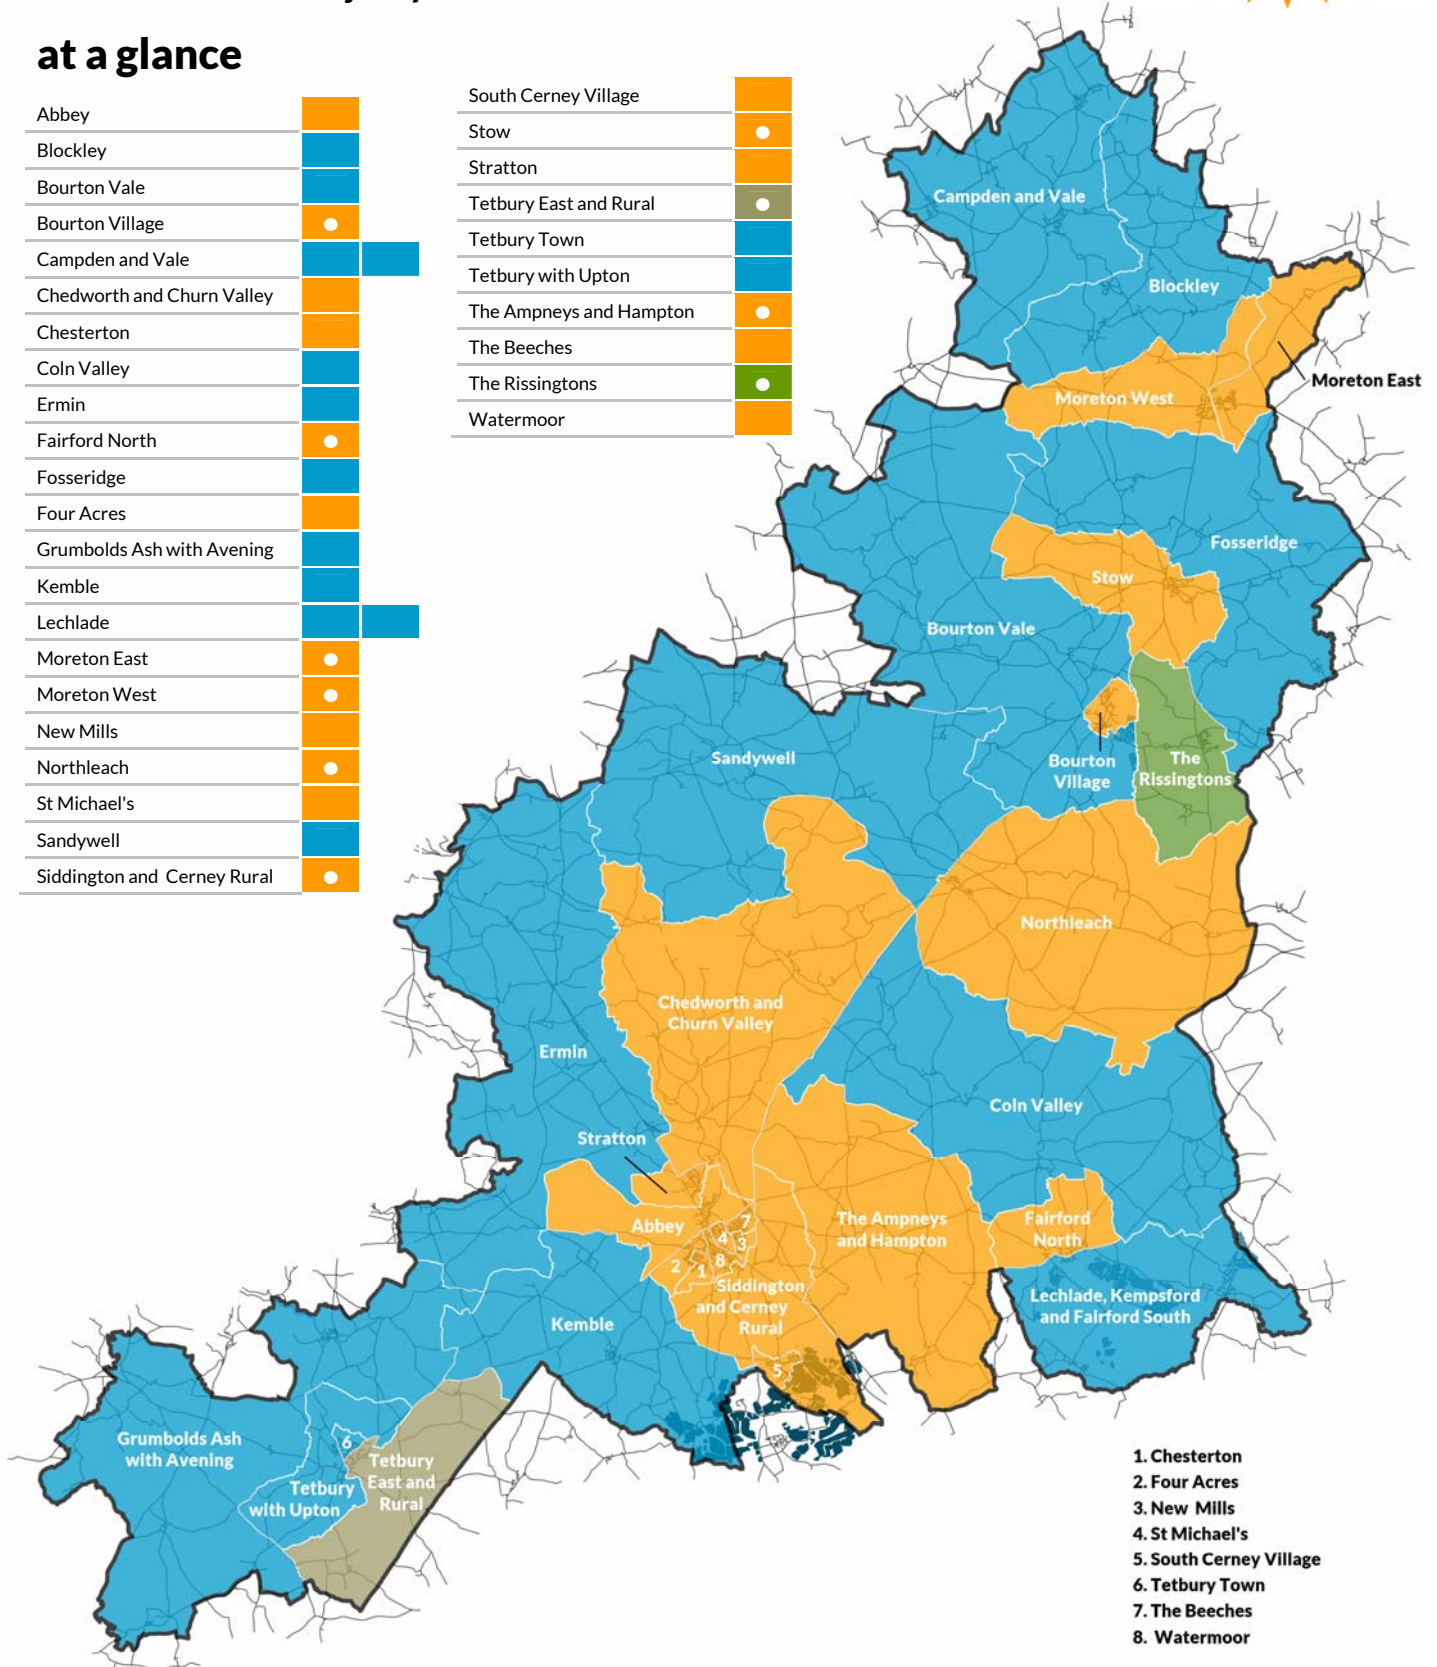 at a glance
Abbey
Blockley
Bourton Vale
Bourton Village
Campden and Vale
Chedworth and Churn Valley
Chesterton
Coln Valley
Ermin
Fairford North
Fosseridge
Four Acres
Grumbolds Ash with Avening
Kemble
Lechlade
Moreton East
Moreton West
New Mills
Northleach
St Michael's
Sandywell
Siddington and Cerney Rural
South Cerney Village
Stow
Stratton
Tetbury East and Rural
Tetbury Town
Tetbury with Upton
The Ampneys and Hampton
The Beeches
The Rissingtons
Watermoor
Campden and Vale
Blockley
Moreton East
Moreton West
Fosseridge
Stow
Bourton Vale
Sandywell
Bourton
Village
The
Rissingtons
Northleach
Chedworth and
Churn Valley
Ermin
Coln Valley
Stratton
Abbey
7
4
3
8
2
1
The Ampneys
and Hampton
Fairford
North
Siddington
and Cerney
Rural
Lechlade, Kempsford
and Fairford South
Kemble
5
Grumbolds Ash
with Avening
6
Tetbury
East and
Rural
Tetbury
with Upton
1. Chesterton
2. Four Acres
3. New Mills
4. St Michael's
5. South Cerney Village
6. Tetbury Town
7. The Beeches
8. Watermoor